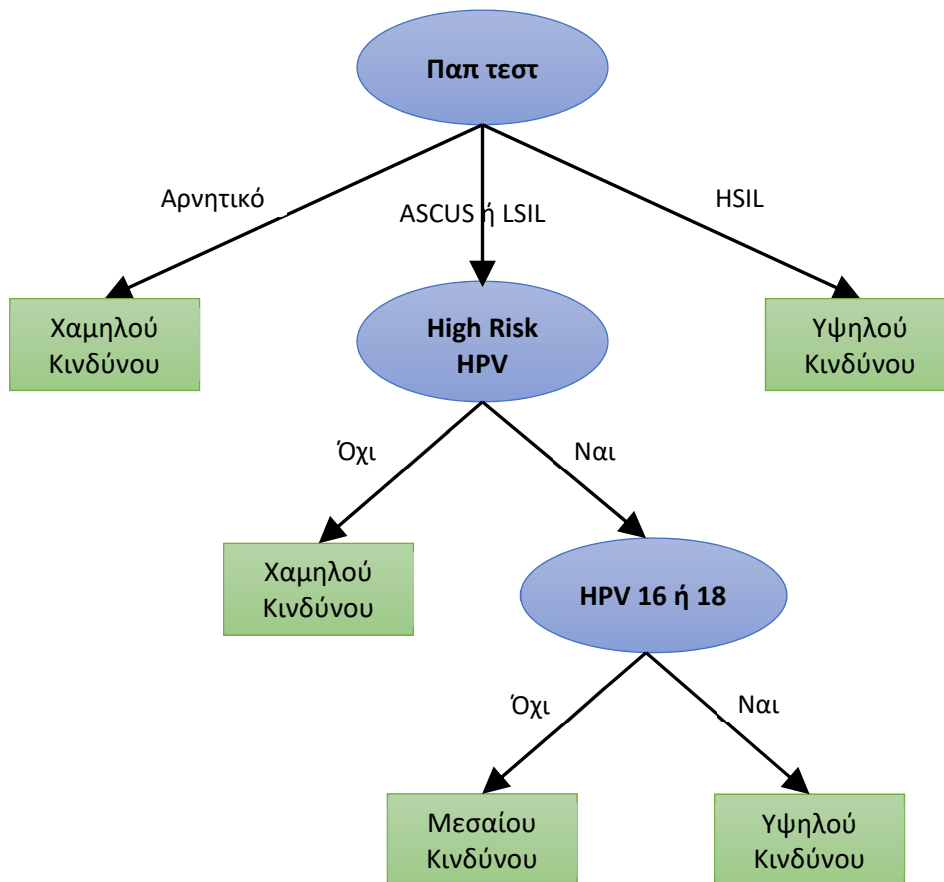 Παπ τεστ
Αρνητικό
ASCUS ή LSIL
HSIL
Χαμηλού
Κινδύνου
High Risk
HPV
Υψηλού
Κινδύνου
Όχι
Ναι
Χαμηλού
Κινδύνου
HPV 16 ή 18
Όχι
Ναι
Μεσαίου
Κινδύνου
Υψηλού
Κινδύνου